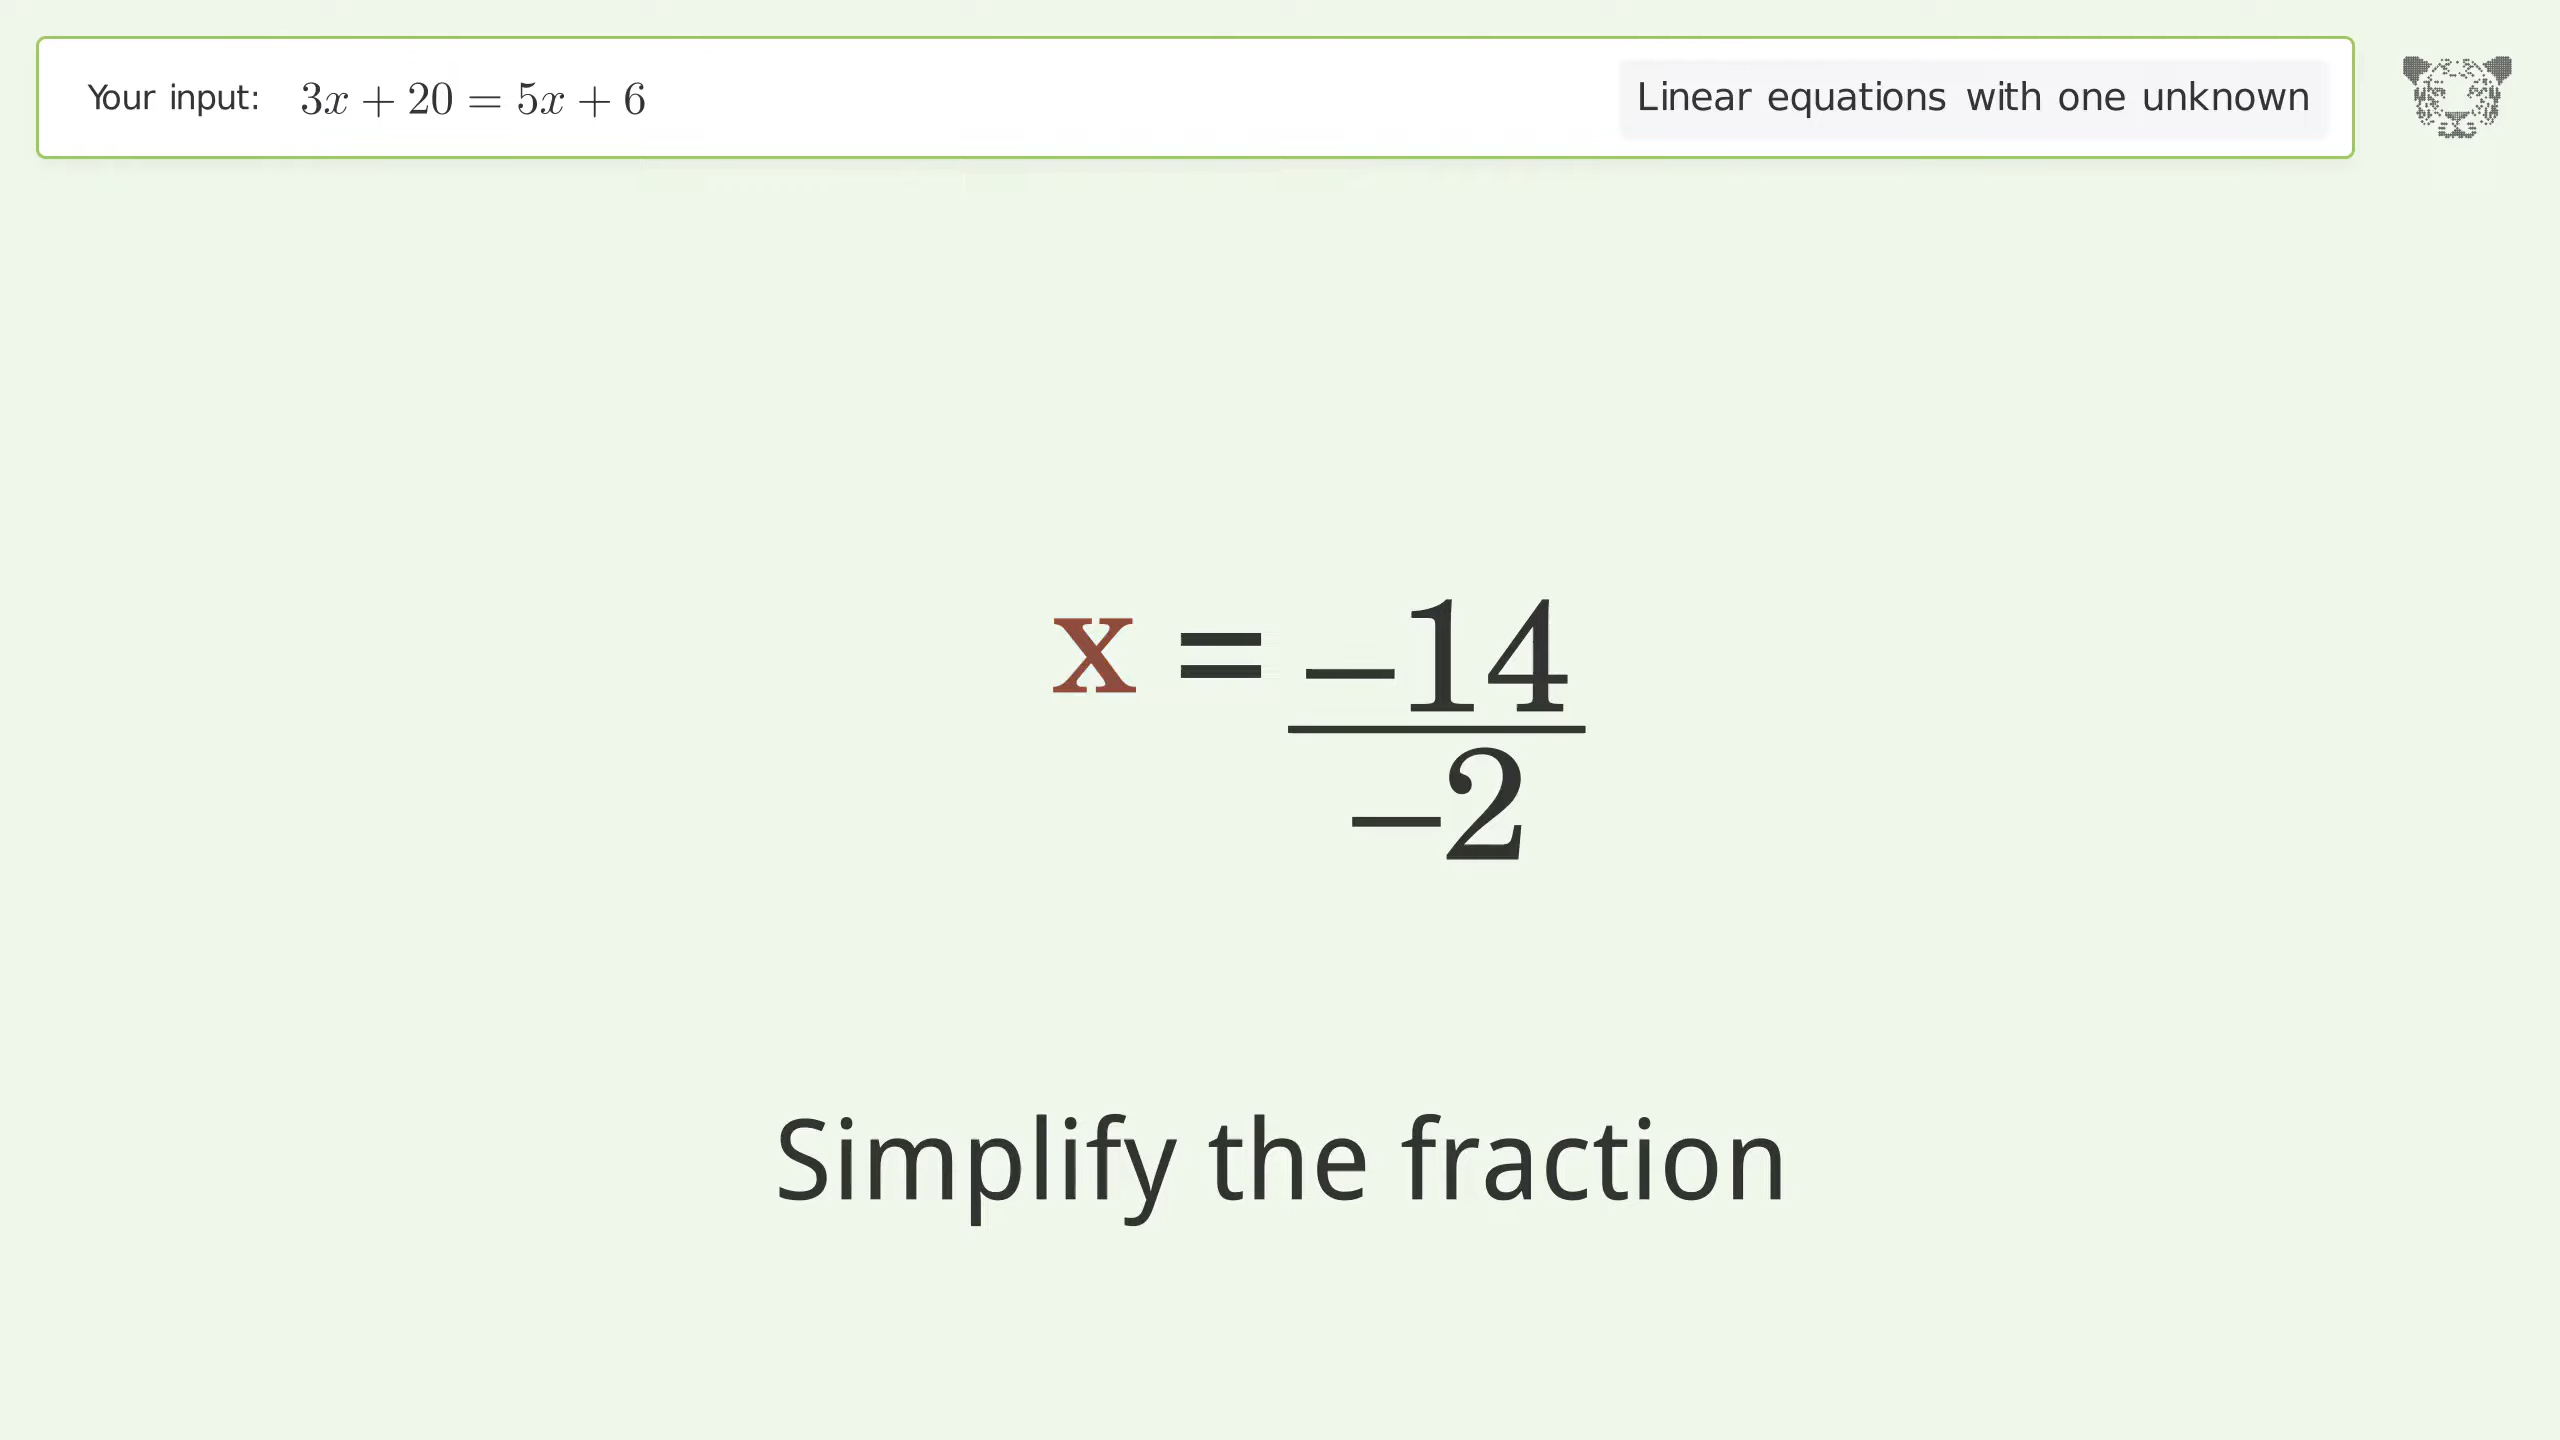 Your input: 3x + 20 = 5x + 6
Linear equations with one unknown
x = −14
−2
Simplify the fraction